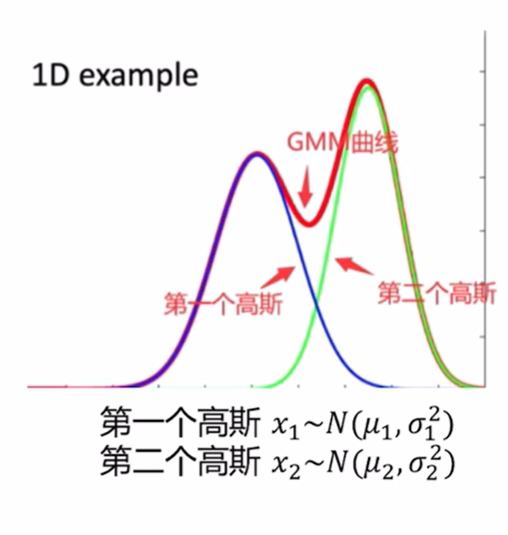 1D example
GMM曲线
第一个高斯
第二个高斯
第一个高斯 x₁~N(μ₁,σ₁²)
第二个高斯 x₂~N(μ₂,σ₂²)